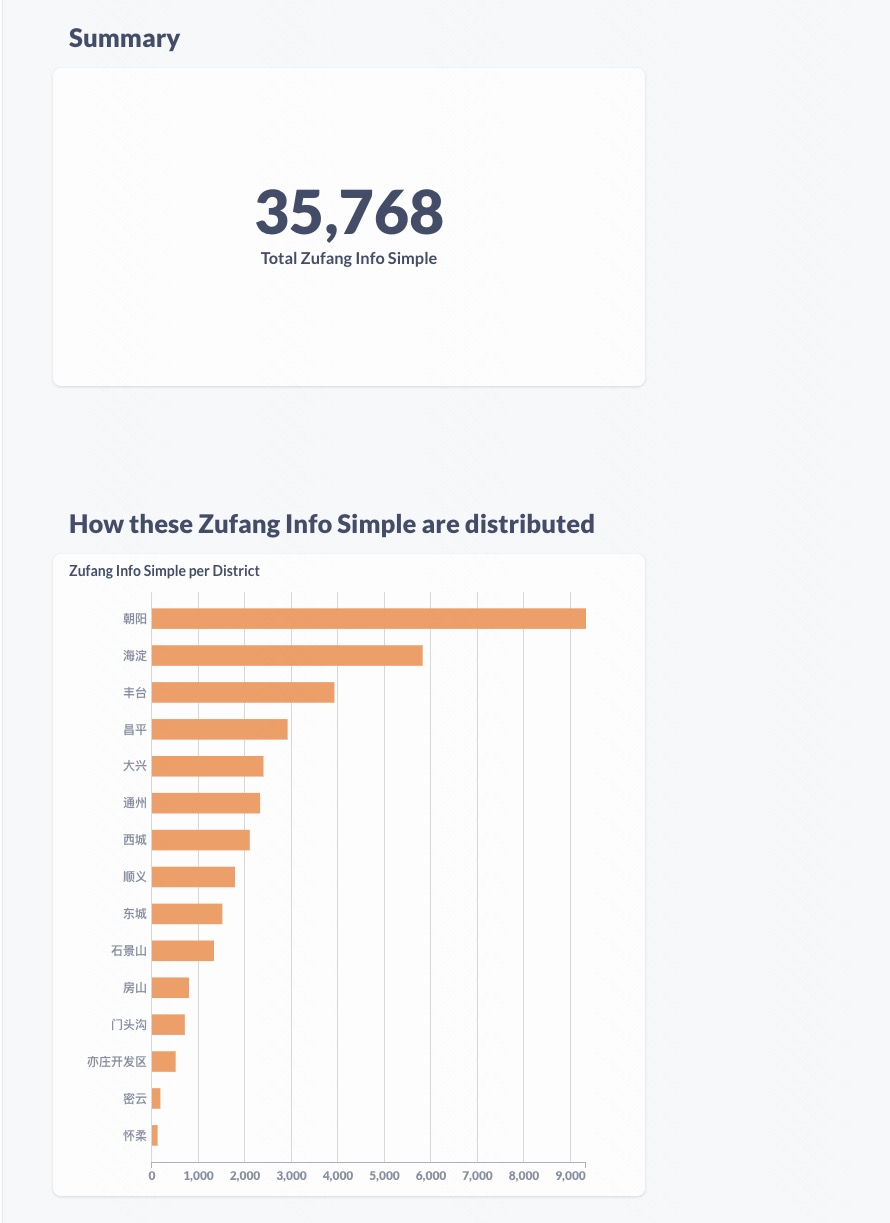 Summary
35,768
Total Zufang Info Simple
How these Zufang Info Simple are distributed
Zufang Info Simple per District
朝阳
海淀
丰台
昌平
大兴
通州
西城
顺义
东城
石景山
房山
门头沟
亦庄开发区
密云
怀柔
0 1,000 2,000 3,000 4,000 5,000 6,000 7,000 8,000 9,000